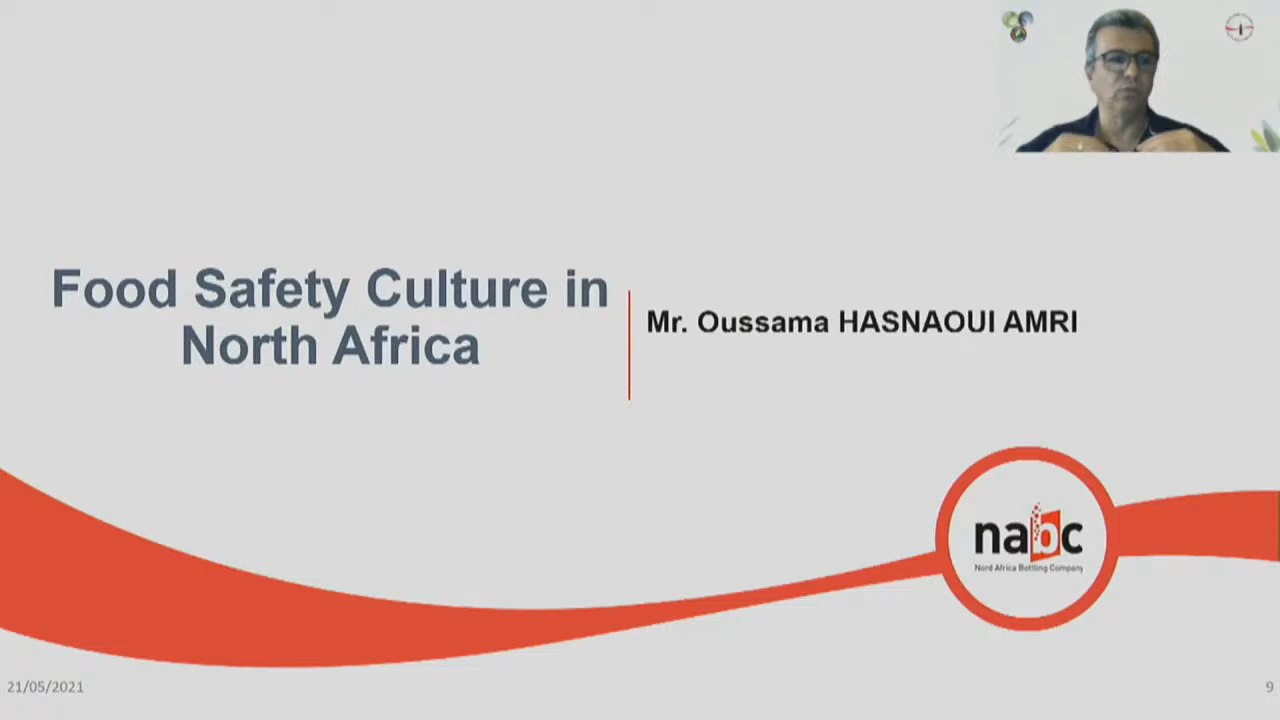 Food Safety Culture in
North Africa
Mr. Oussama HASNAOUI AMRI
nabc
Nord Africa Bottling Company
21/05/2021
9